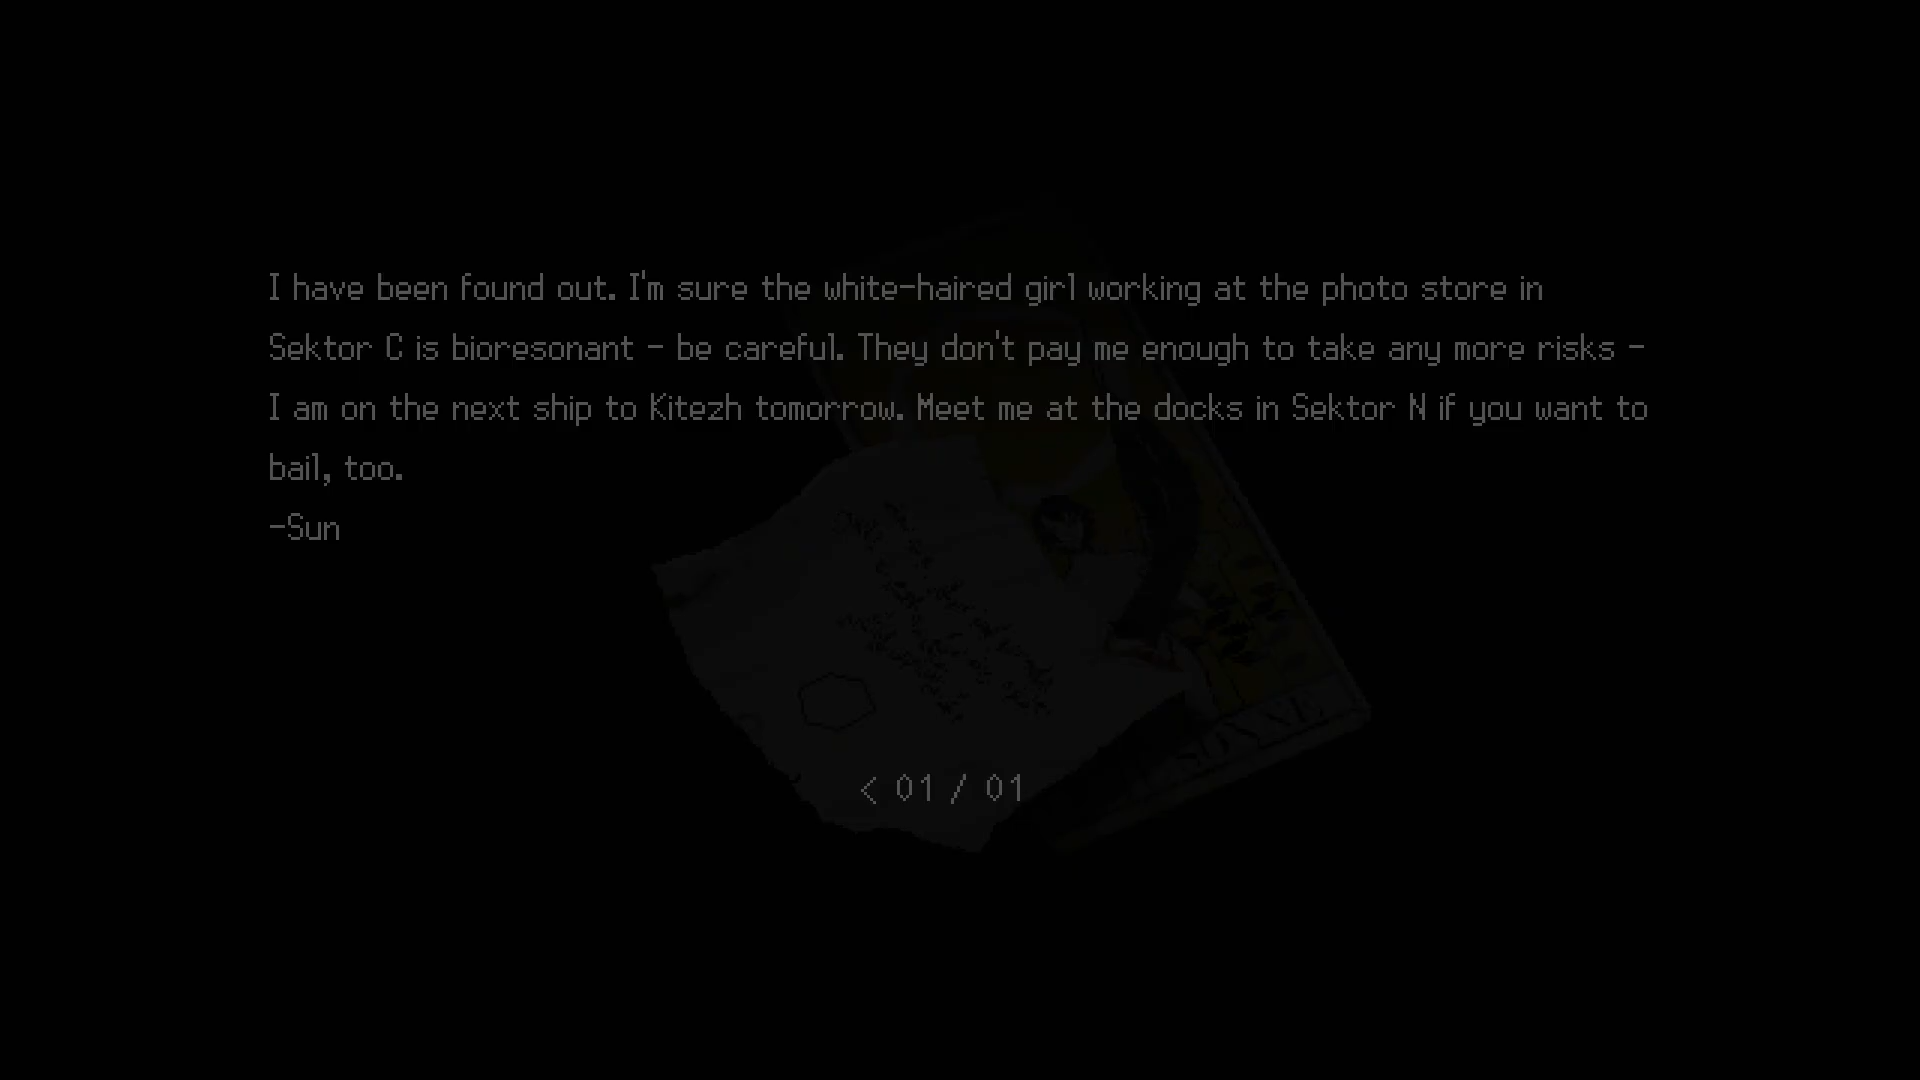 I have been found out. I'm sure the white-haired girl working at the photo store in
Sektor C is bioresonant - be careful. They don't pay me enough to take any more risks -
I am on the next ship to Kitezh tomorrow. Meet me at the docks in Sektor N if you want to
bail, too.
-Sun
< 01 / 01